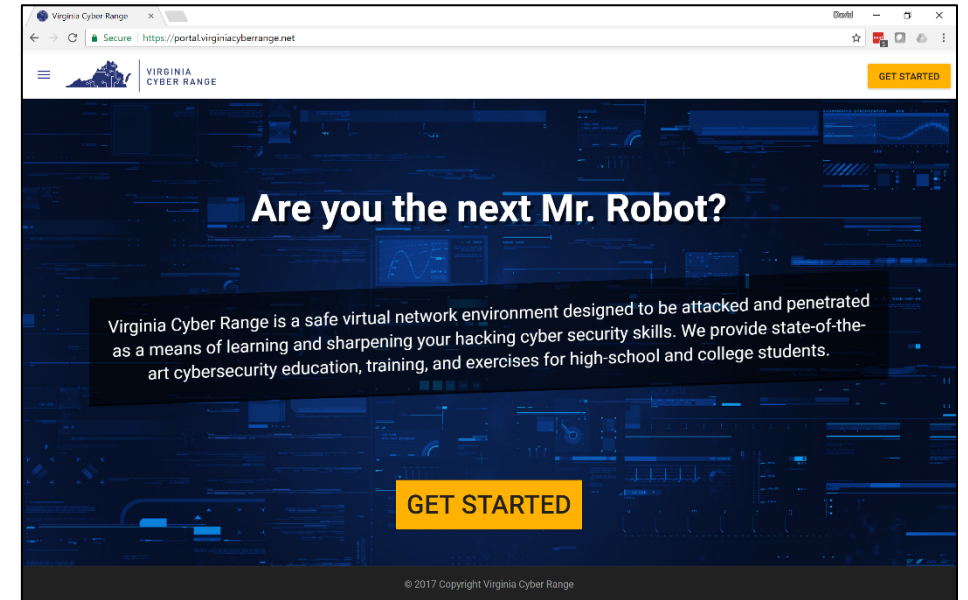 Virginia Cyber Range
David
Secure https://portal.virginiacyberrange.net
VIRGINIA
CYBER RANGE
GET STARTED
Are you the next Mr. Robot?
Virginia Cyber Range is a safe virtual network environment designed to be attacked and penetrated
as a means of learning and sharpening your hacking cyber security skills. We provide state-of-the-
art cybersecurity education, training, and exercises for high-school and college students.
GET STARTED
© 2017 Copyright Virginia Cyber Range